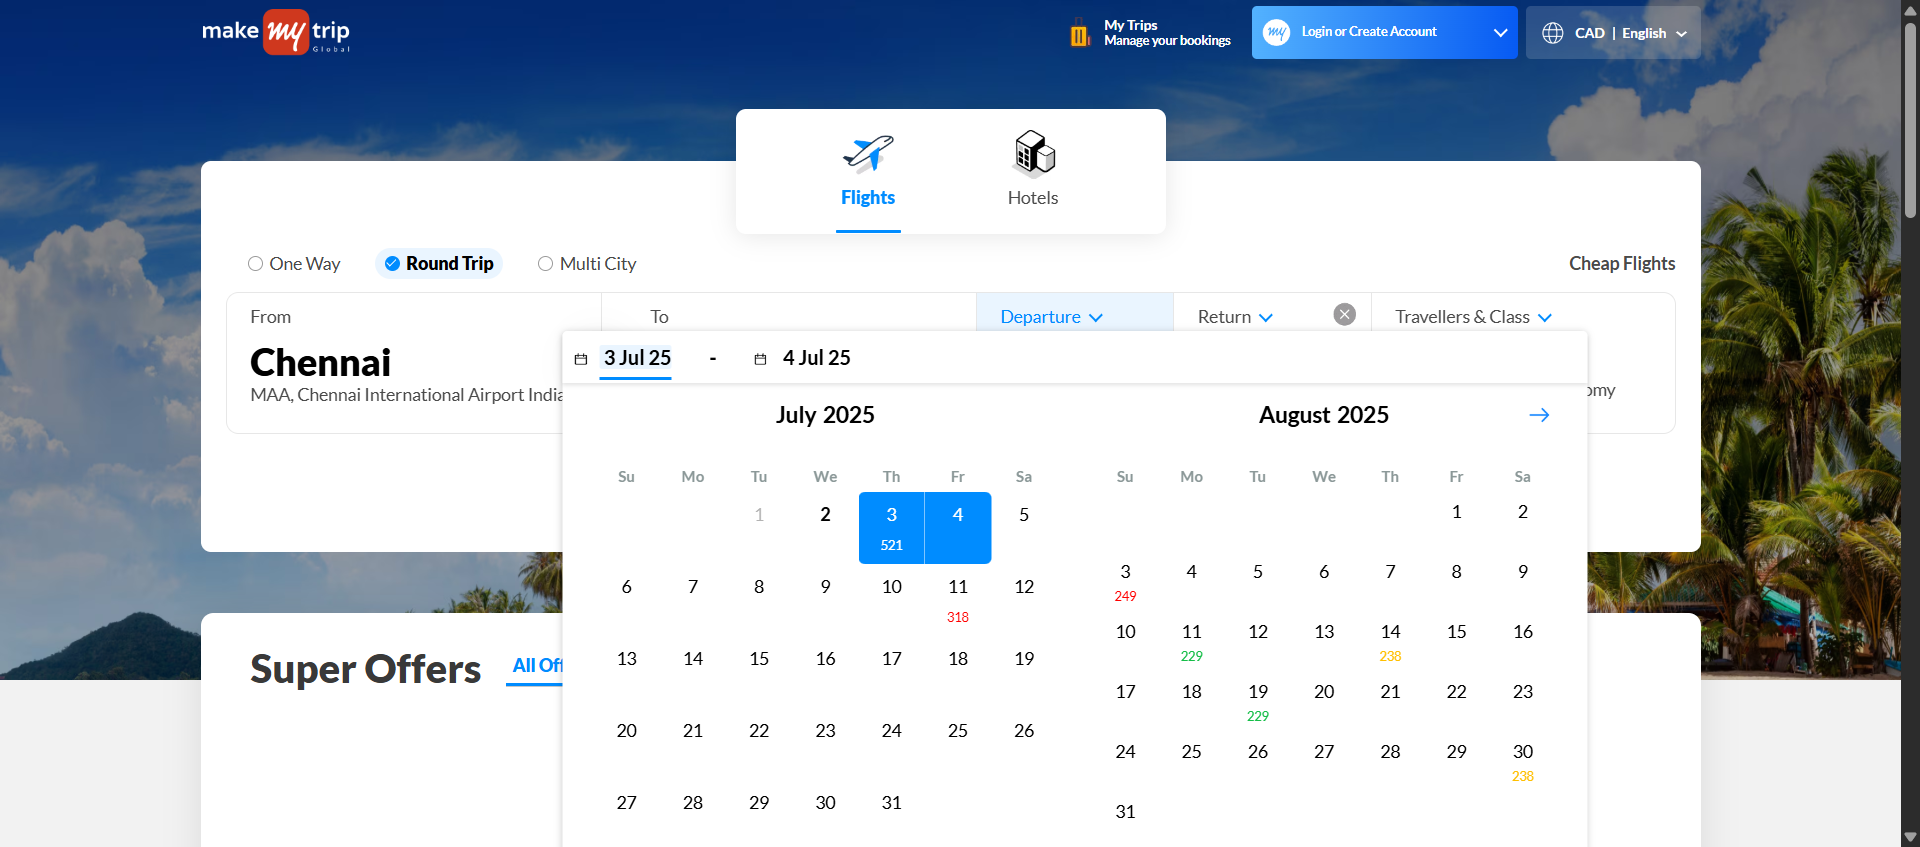 make my trip
Global
My Trips
Manage your bookings
my
Login or Create Account
CAD | English
Flights
Hotels
One Way
Round Trip
Multi City
Cheap Flights
From
To
Departure
Return
Travellers & Class
Chennai
MAA, Chennai International Airport India
3 Jul 25 - 4 Jul 25
July 2025
Su Mo Tu We Th Fr Sa
1 2 3 4 5
521
6 7 8 9 10 11 12
318
13 14 15 16 17 18 19
20 21 22 23 24 25 26
27 28 29 30 31
August 2025
Su Mo Tu We Th Fr Sa
1 2
3 4 5 6 7 8 9
249
10 11 12 13 14 15 16
229 238
17 18 19 20 21 22 23
229
24 25 26 27 28 29 30
238
31
Super Offers
All Off